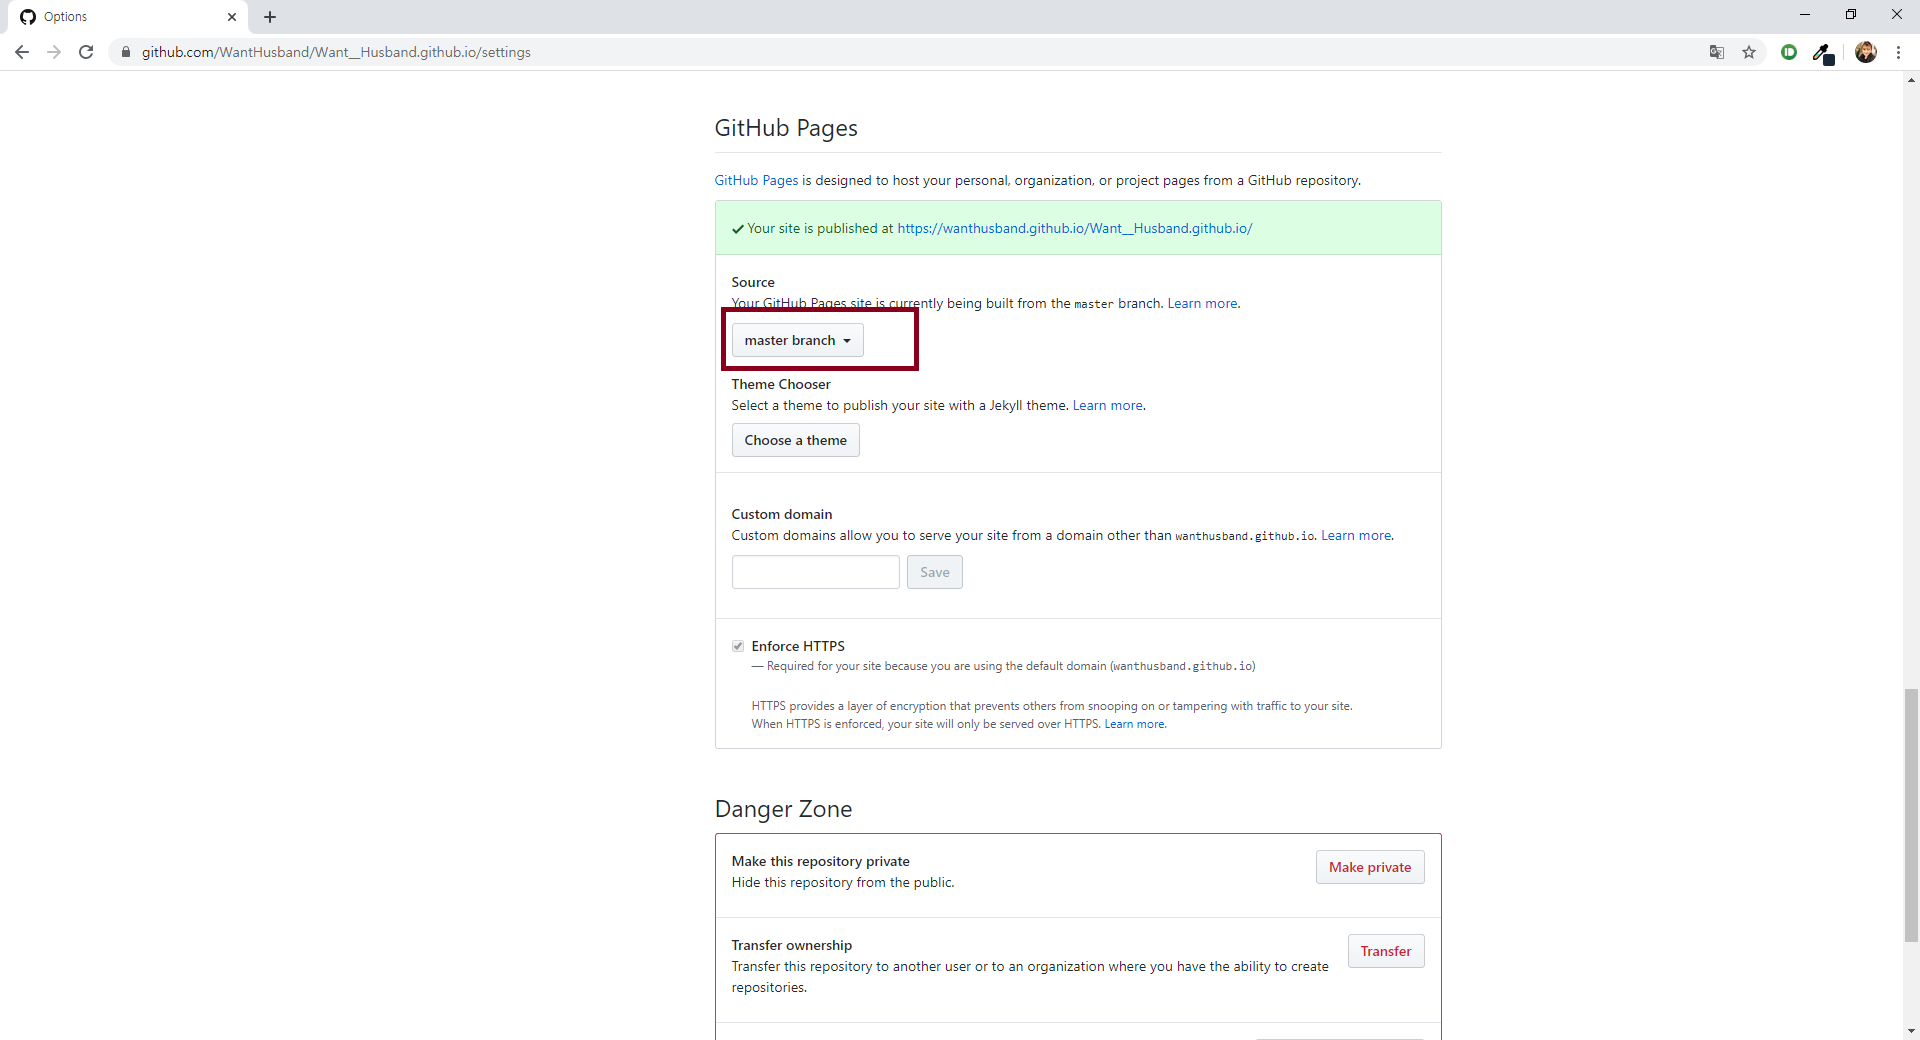 Options
github.com/WantHusband/Want__Husband.github.io/settings
GitHub Pages
GitHub Pages is designed to host your personal, organization, or project pages from a GitHub repository.
Your site is published at https://wanthusband.github.io/Want__Husband.github.io/
Source
Your GitHub Pages site is currently being built from the master branch. Learn more.
master branch
Theme Chooser
Select a theme to publish your site with a Jekyll theme. Learn more.
Choose a theme
Custom domain
Custom domains allow you to serve your site from a domain other than wanthusband.github.io. Learn more.
Save
Enforce HTTPS
— Required for your site because you are using the default domain (wanthusband.github.io)
HTTPS provides a layer of encryption that prevents others from snooping on or tampering with traffic to your site.
When HTTPS is enforced, your site will only be served over HTTPS. Learn more.
Danger Zone
Make this repository private
Hide this repository from the public.
Make private
Transfer ownership
Transfer this repository to another user or to an organization where you have the ability to create
repositories.
Transfer